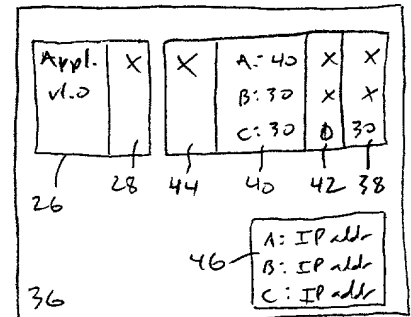 Appl. X X A: 40 X X
v1.0 B: 30 X X
C: 30 0 30
26 28 44 40 42 38
46 A: IP addr
B: IP addr
C: IP addr
36